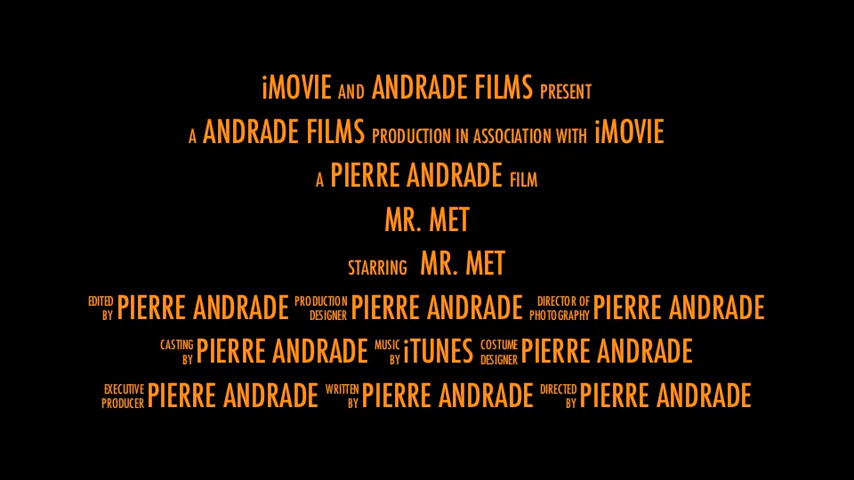 iMOVIE AND ANDRADE FILMS PRESENT
A ANDRADE FILMS PRODUCTION IN ASSOCIATION WITH iMOVIE
A PIERRE ANDRADE FILM
MR. MET
STARRING MR. MET
EDITED BY PIERRE ANDRADE PRODUCTION DESIGNER PIERRE ANDRADE DIRECTOR OF PHOTOGRAPHY PIERRE ANDRADE
CASTING BY PIERRE ANDRADE MUSIC BY iTUNES COSTUME DESIGNER PIERRE ANDRADE
EXECUTIVE PRODUCER PIERRE ANDRADE WRITTEN BY PIERRE ANDRADE DIRECTED BY PIERRE ANDRADE